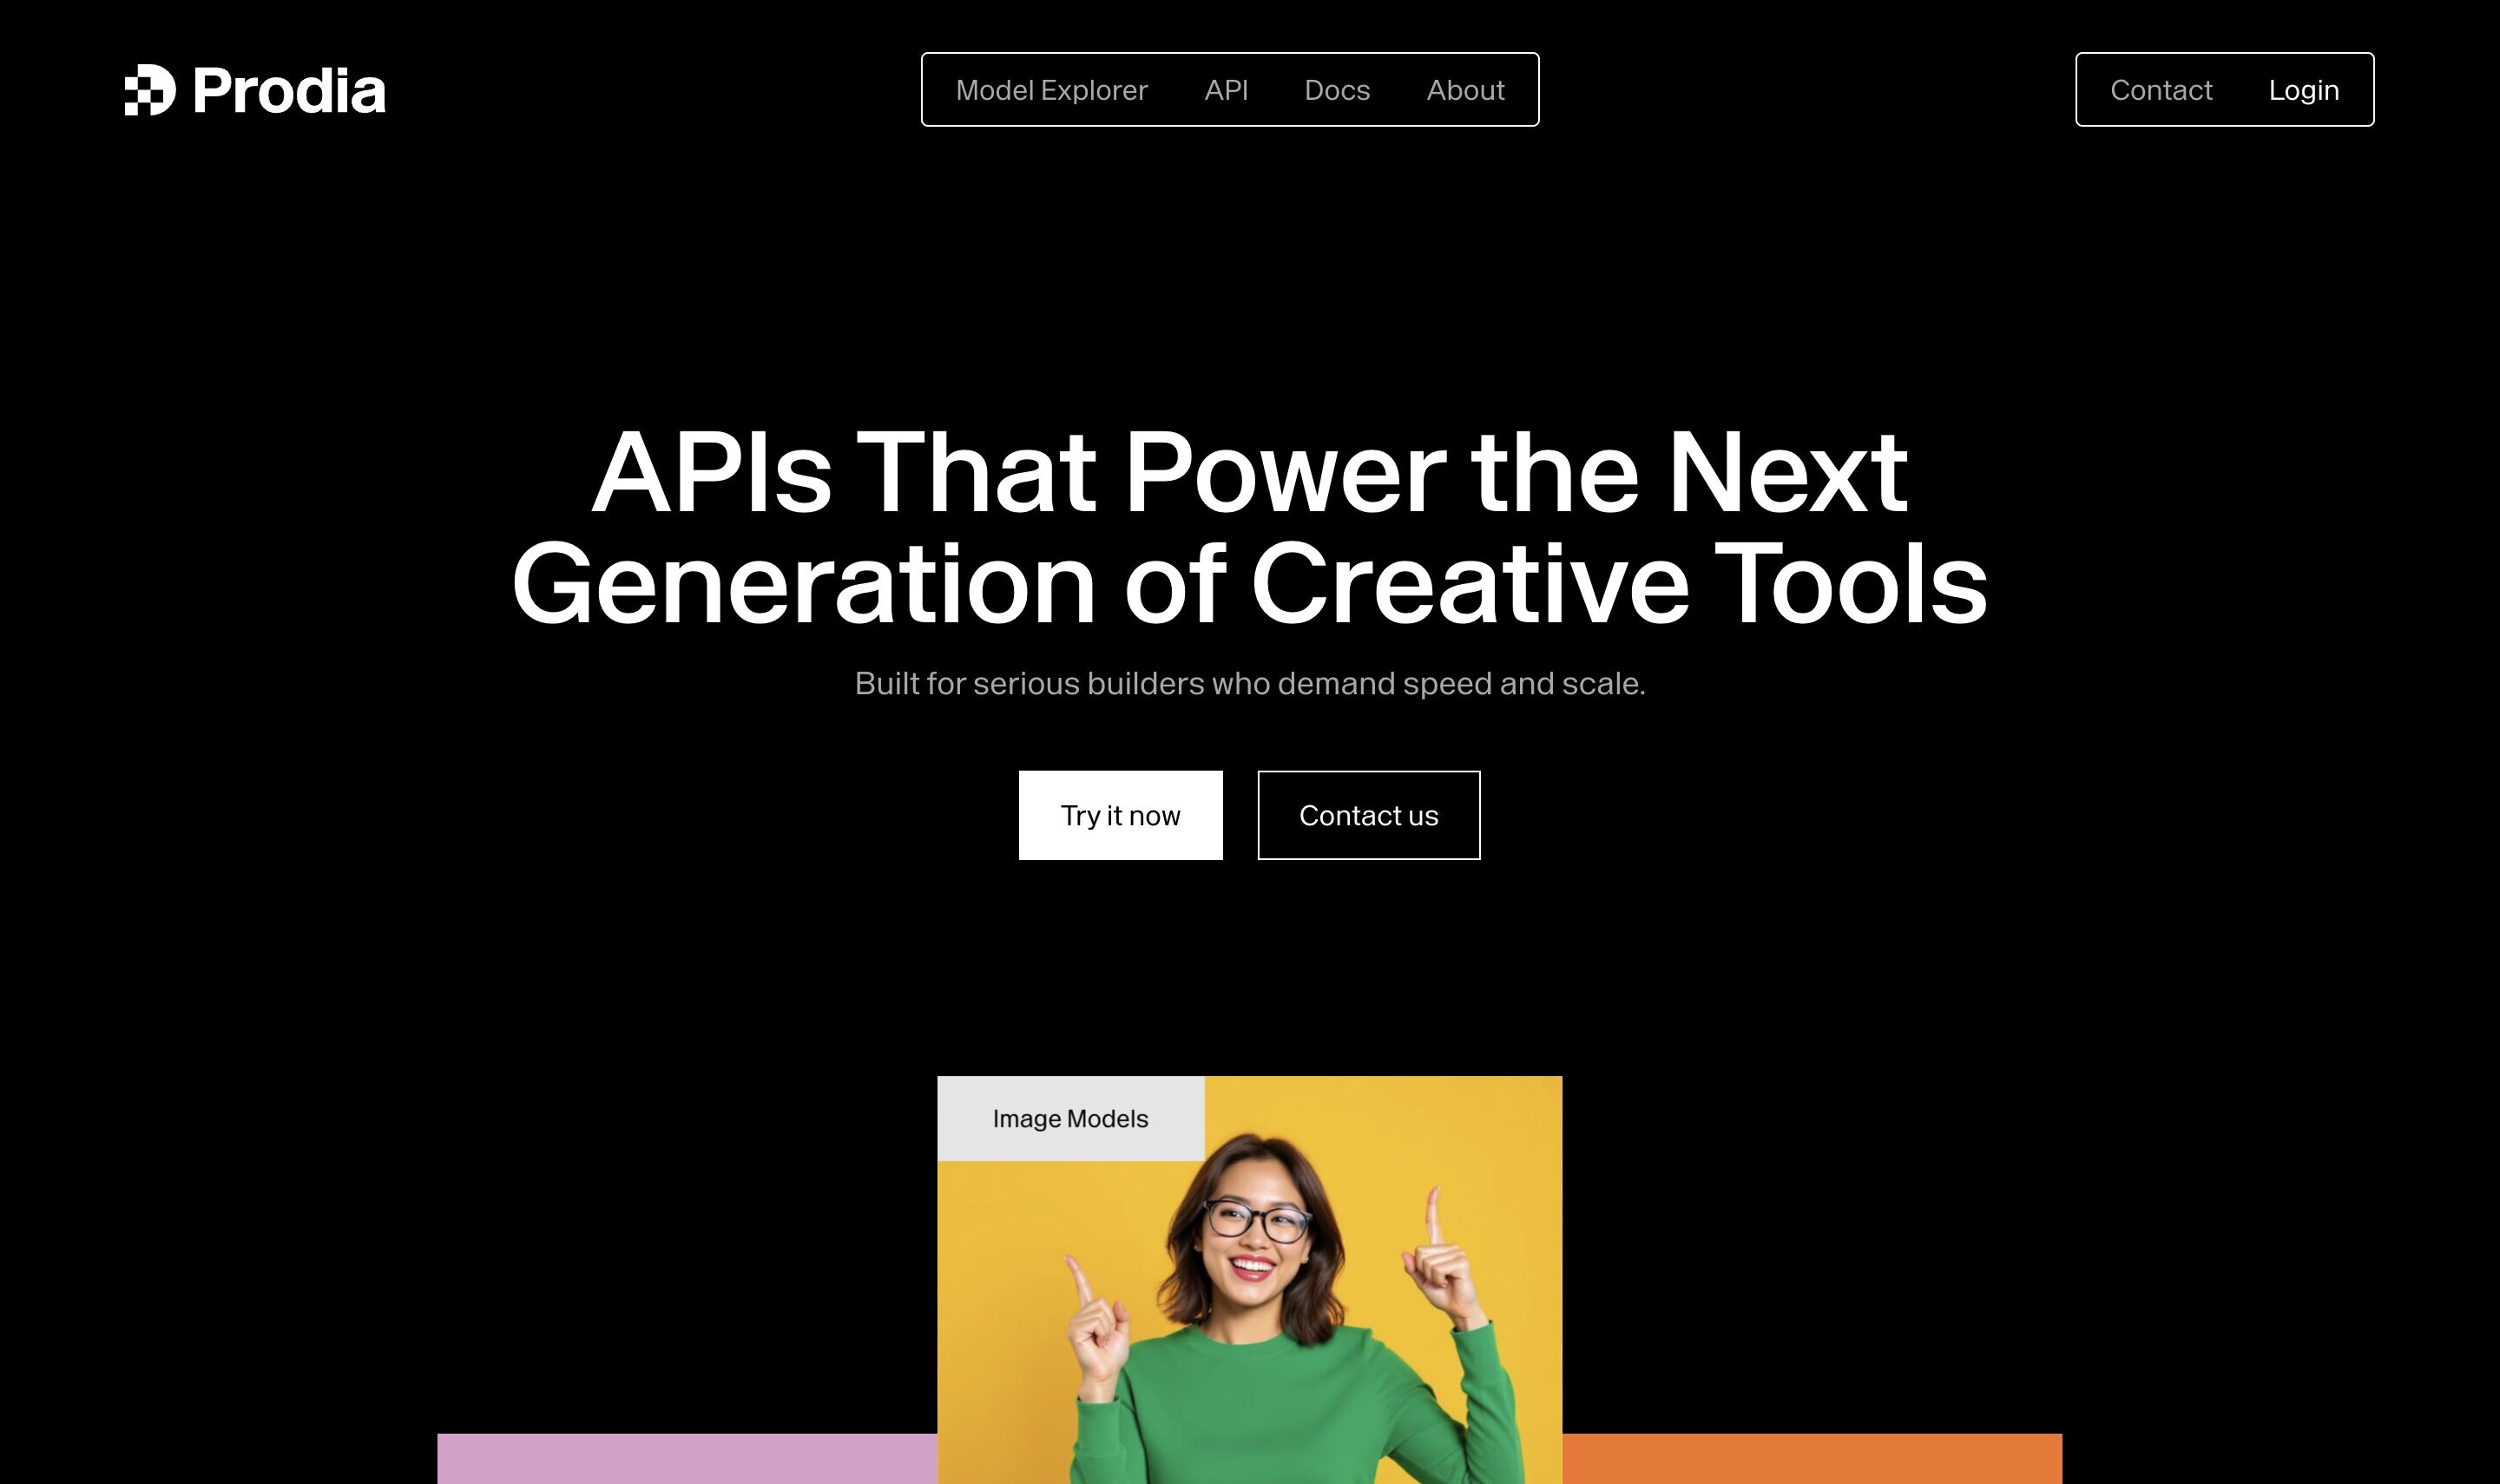 Prodia
Model Explorer API Docs About
Contact Login
APIs That Power the Next
Generation of Creative Tools
Built for serious builders who demand speed and scale.
Try it now
Contact us
Image Models